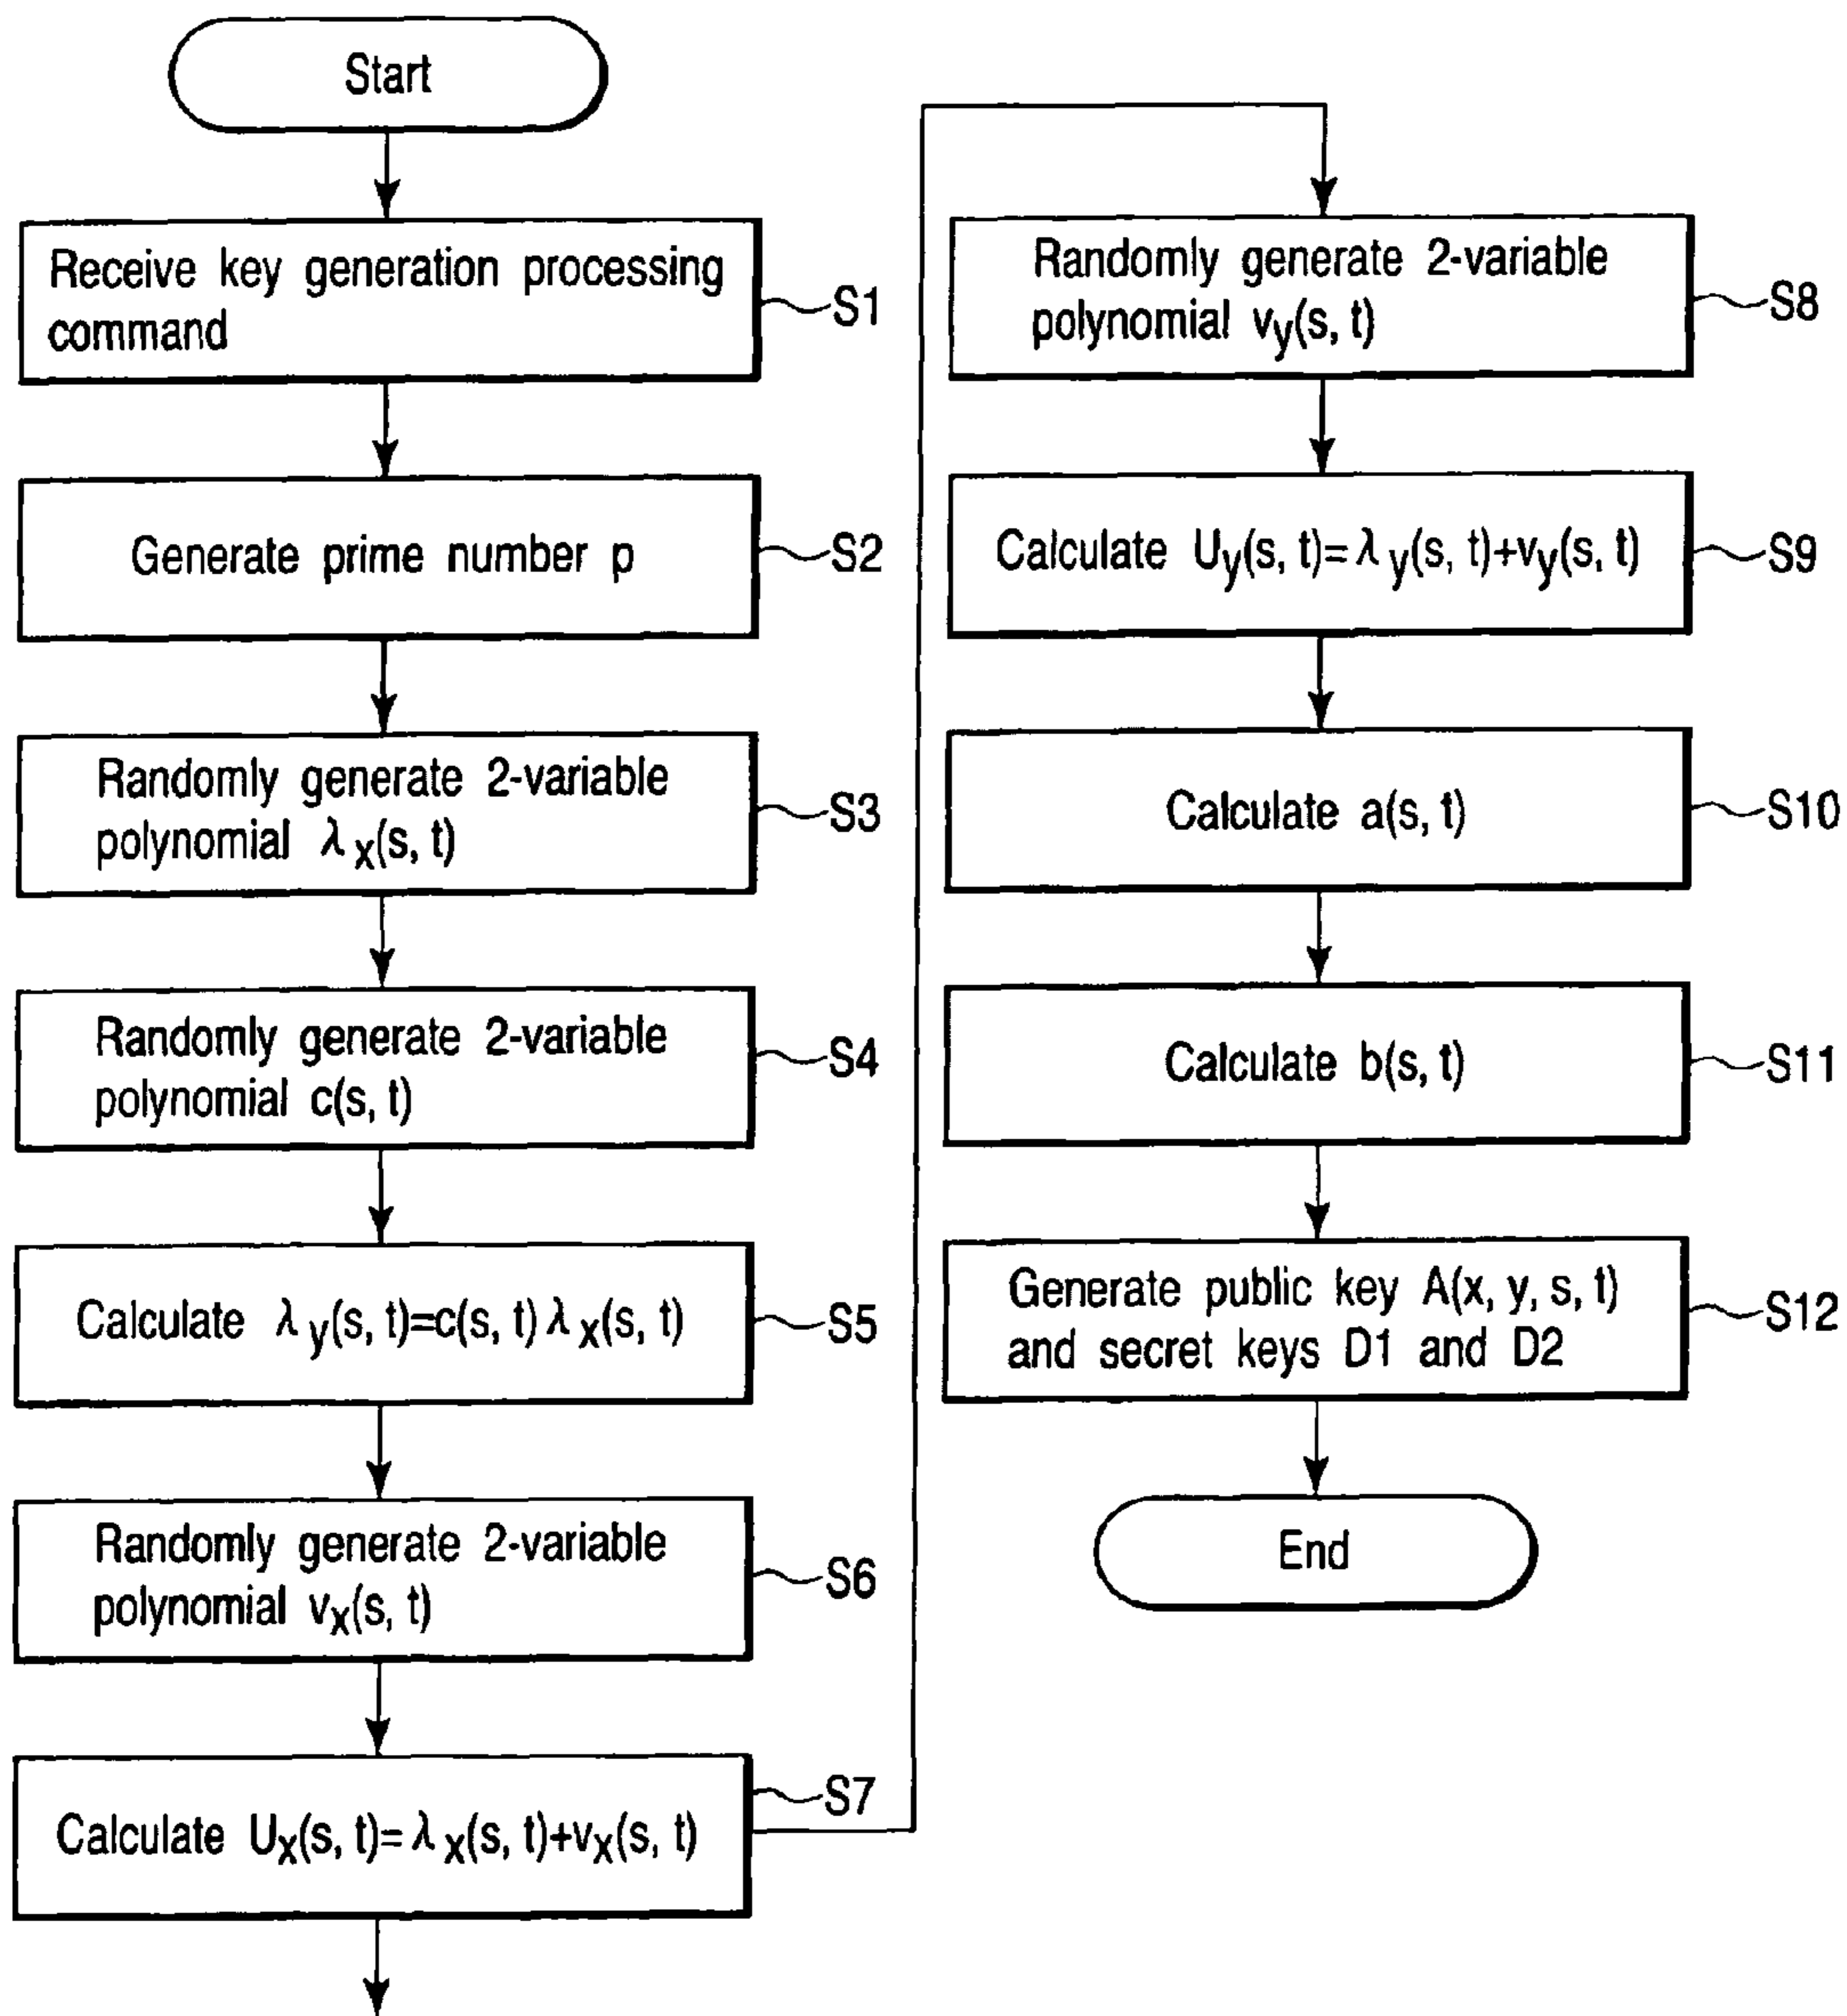 Start
Receive key generation processing
command
S1
Generate prime number p
S2
Randomly generate 2-variable
polynomial λx(s, t)
S3
Randomly generate 2-variable
polynomial c(s, t)
S4
Calculate λy(s, t)=c(s, t)λx(s, t)
S5
Randomly generate 2-variable
polynomial vx(s, t)
S6
Calculate Ux(s, t)=λx(s, t)+vx(s, t)
S7
Randomly generate 2-variable
polynomial vy(s, t)
S8
Calculate Uy(s, t)=λy(s, t)+vy(s, t)
S9
Calculate a(s, t)
S10
Calculate b(s, t)
S11
Generate public key A(x, y, s, t)
and secret keys D1 and D2
S12
End